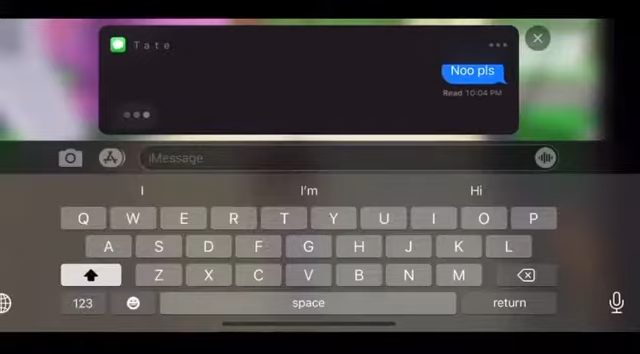 Tate
Noo pls
Read 10:04 PM
iMessage
I I'm Hi
Q W E R T Y U I O P
A S D F G H J K L
Z X C V B N M
123 space return